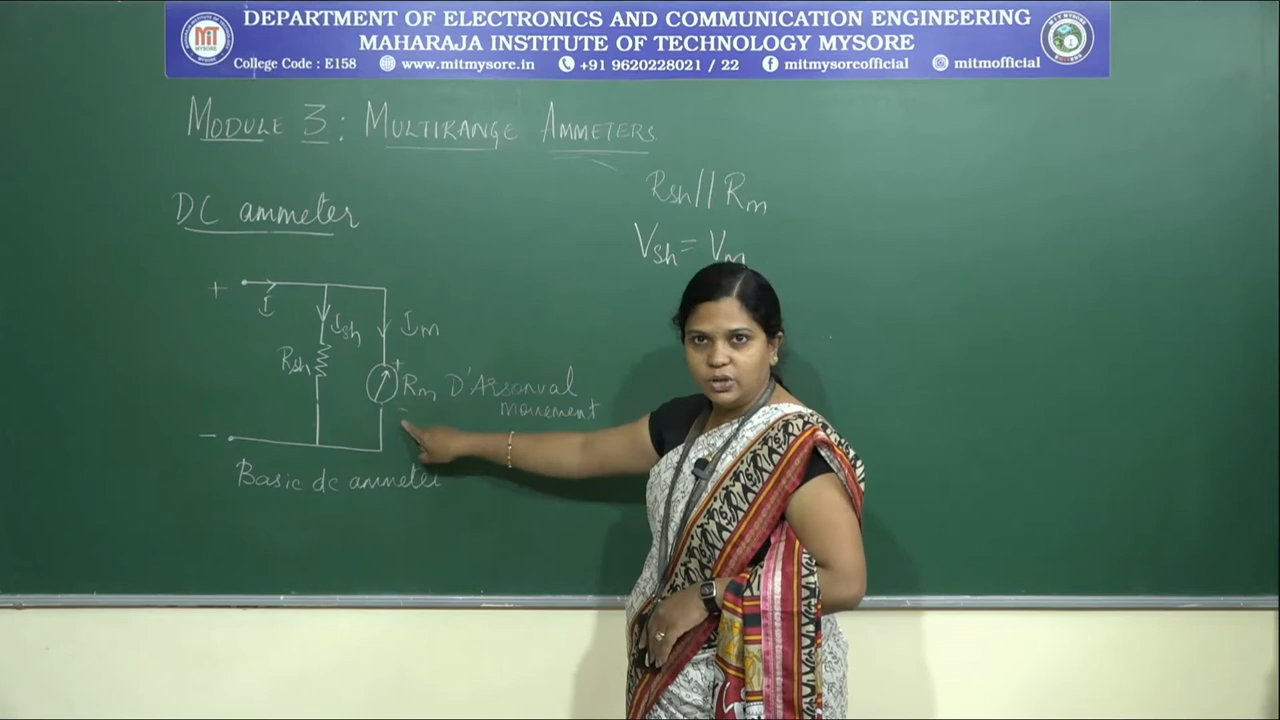 DEPARTMENT OF ELECTRONICS AND COMMUNICATION ENGINEERING
MAHARAJA INSTITUTE OF TECHNOLOGY MYSORE
College Code : E158 www.mitmysore.in +91 9620228021 / 22 mitmysoreofficial mitmofficial
MIT
MYSORE
MODULE 3 : MULTIRANGE AMMETERS
Rsh // Rm
DC ammeter
Vsh = Vm
+
I
Ish
Im
Rsh
+
Rm D'Arsonval
movement
-
-
Basic dc ammeter